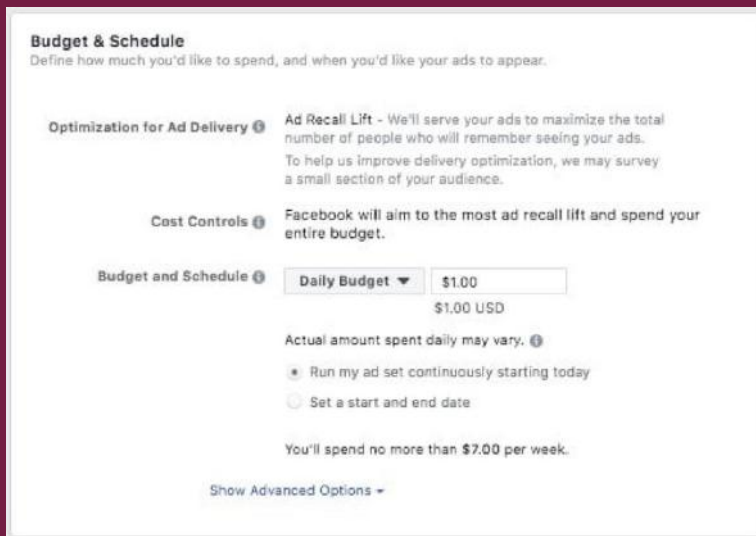 Budget & Schedule
Define how much you'd like to spend, and when you'd like your ads to appear.
Optimization for Ad Delivery
Ad Recall Lift - We'll serve your ads to maximize the total
number of people who will remember seeing your ads.
To help us improve delivery optimization, we may survey
a small section of your audience.
Cost Controls
Facebook will aim to the most ad recall lift and spend your
entire budget.
Budget and Schedule
Daily Budget
$1.00
$1.00 USD
Actual amount spent daily may vary.
Run my ad set continuously starting today
Set a start and end date
You'll spend no more than $7.00 per week.
Show Advanced Options